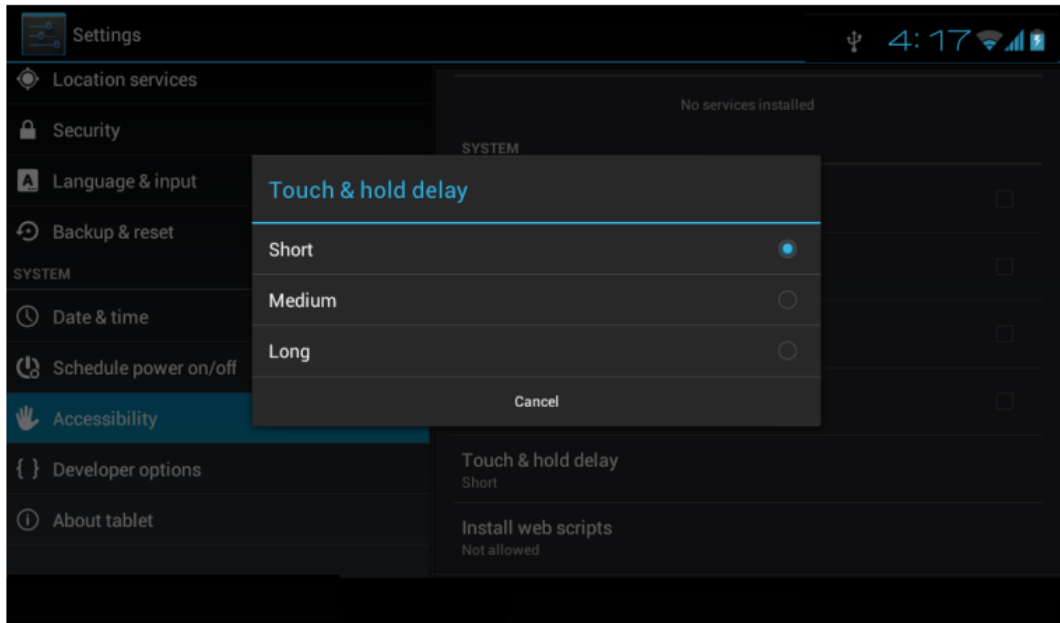 Settings
4:17
Location services
Security
Language & input
Backup & reset
SYSTEM
Date & time
Schedule power on/off
Accessibility
{ } Developer options
About tablet
No services installed
SYSTEM
Touch & hold delay
Short
Medium
Long
Cancel
Touch & hold delay
Short
Install web scripts
Not allowed